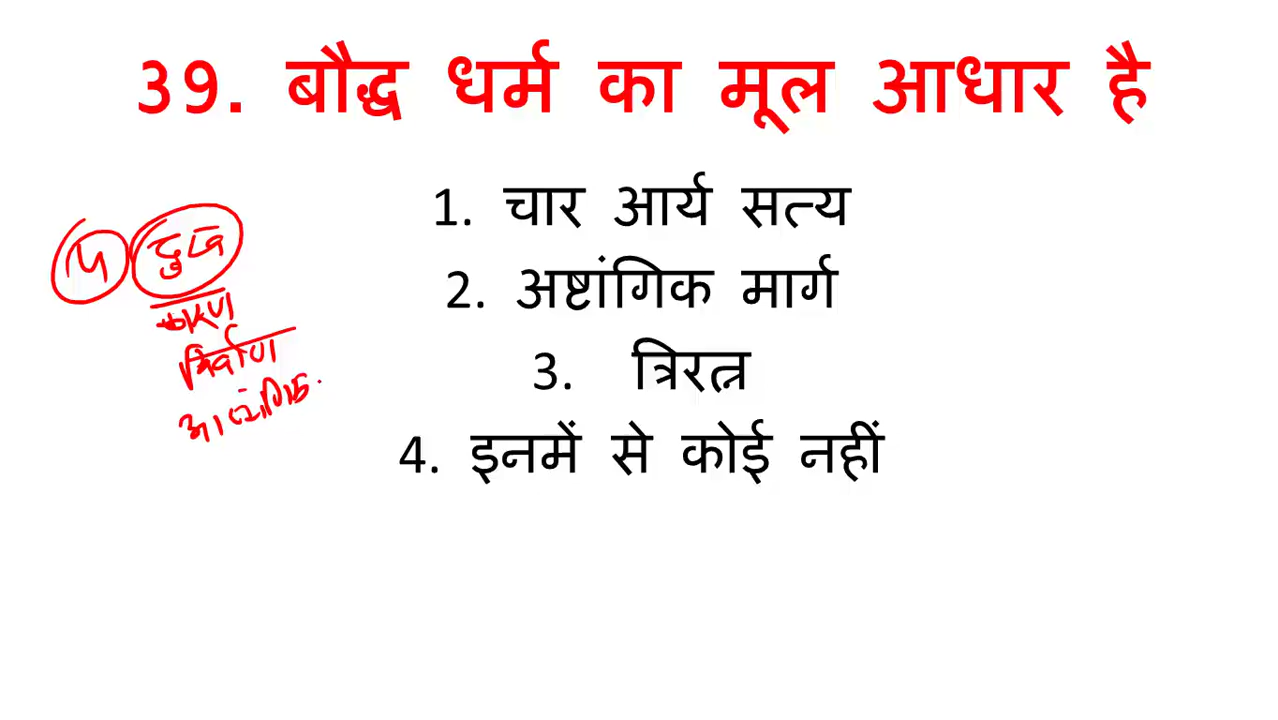 39. बौद्ध धर्म का मूल आधार है
1. चार आर्य सत्य
2. अष्टांगिक मार्ग
3. त्रिरत्न
4. इनमें से कोई नहीं
निर्वाण